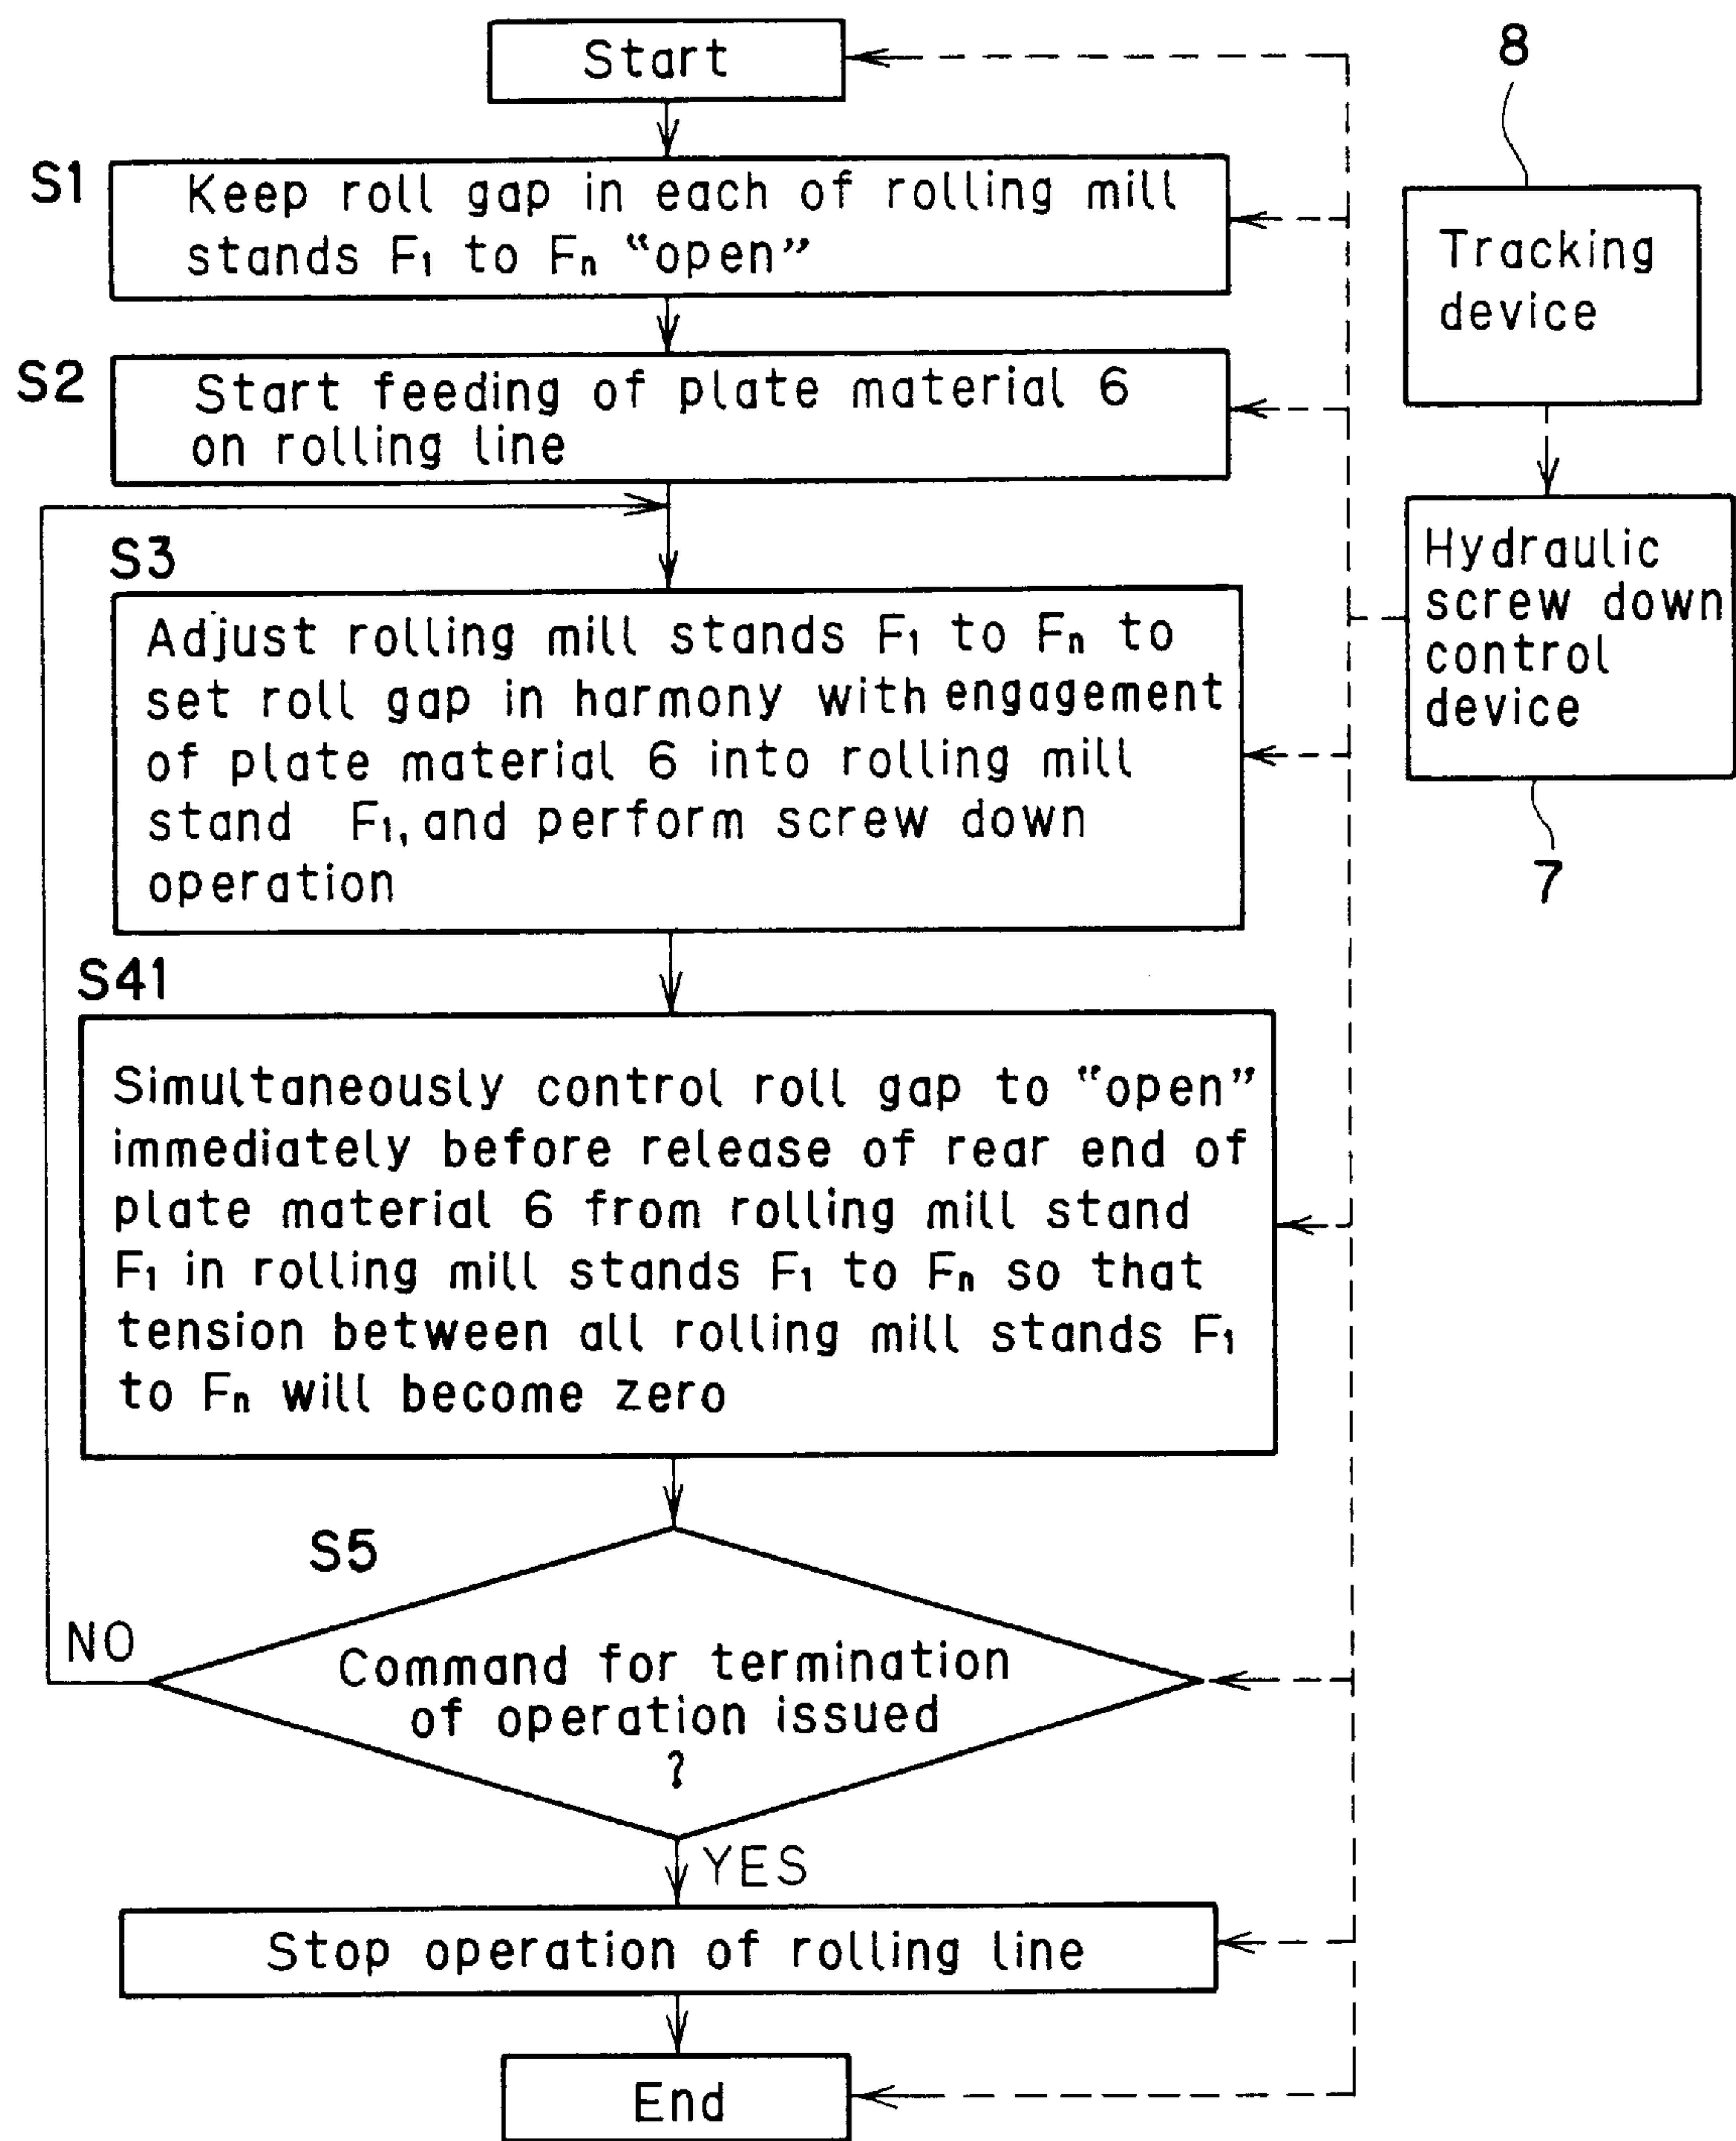 Start
S1
Keep roll gap in each of rolling mill
stands F1 to Fn “open”
S2
Start feeding of plate material 6
on rolling line
S3
Adjust rolling mill stands F1 to Fn to
set roll gap in harmony with engagement
of plate material 6 into rolling mill
stand F1, and perform screw down
operation
S41
Simultaneously control roll gap to “open”
immediately before release of rear end of
plate material 6 from rolling mill stand
F1 in rolling mill stands F1 to Fn so that
tension between all rolling mill stands F1
to Fn will become zero
S5
NO
Command for termination
of operation issued
?
YES
Stop operation of rolling line
End
8
Tracking
device
Hydraulic
screw down
control
device
7